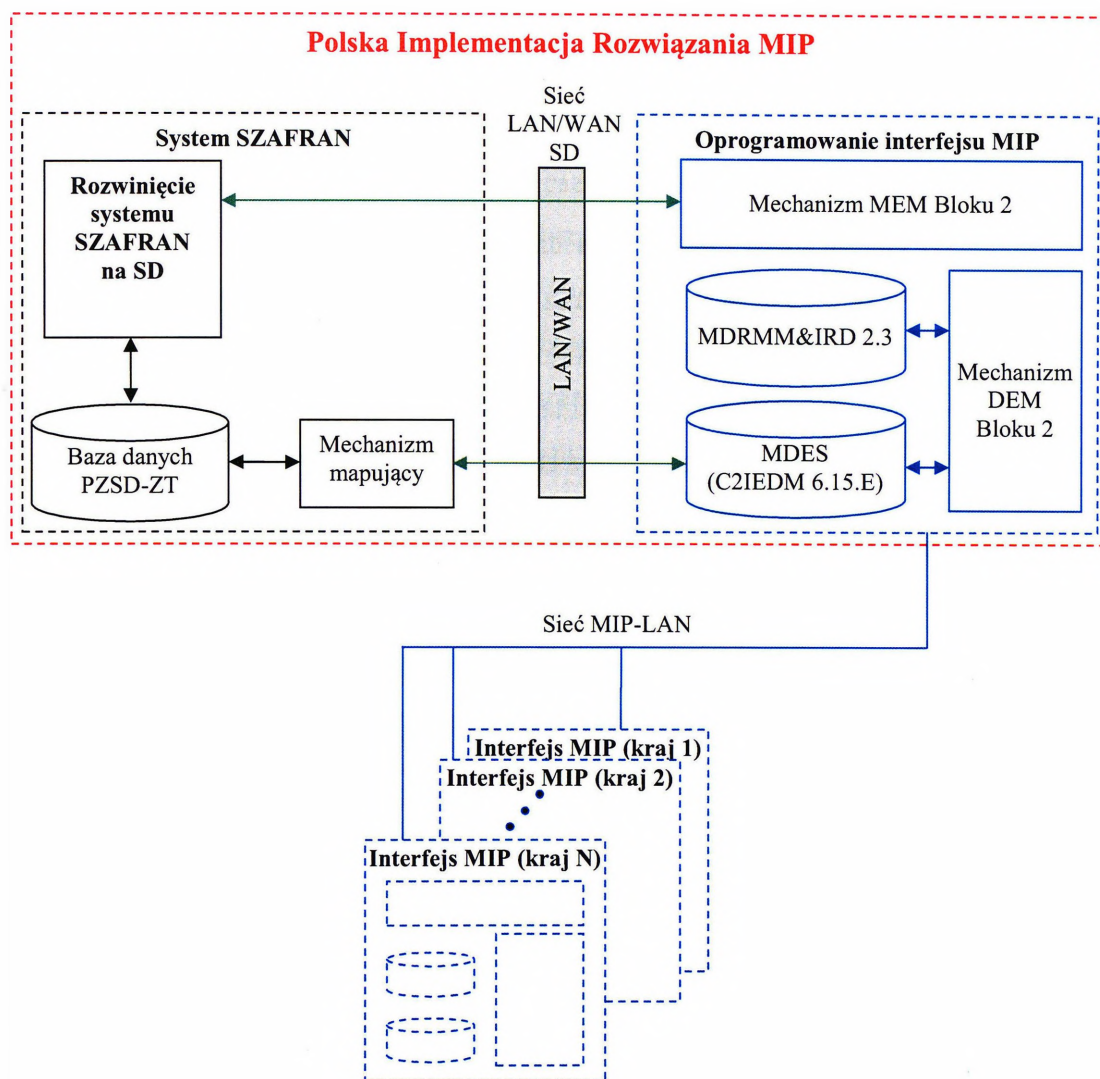 Polska Implementacja Rozwiązania MIP
Sieć
LAN/WAN
SD
System SZAFRAN
Rozwinięcie
systemu
SZAFRAN
na SD
Baza danych
PZSD-ZT
Mechanizm
mapujący
LAN/WAN
Oprogramowanie interfejsu MIP
Mechanizm MEM Bloku 2
MDRMM&IRD 2.3
MDES
(C2IEDM 6.15.E)
Mechanizm
DEM
Bloku 2
Sieć MIP-LAN
Interfejs MIP (kraj 1)
Interfejs MIP (kraj 2)
Interfejs MIP (kraj N)